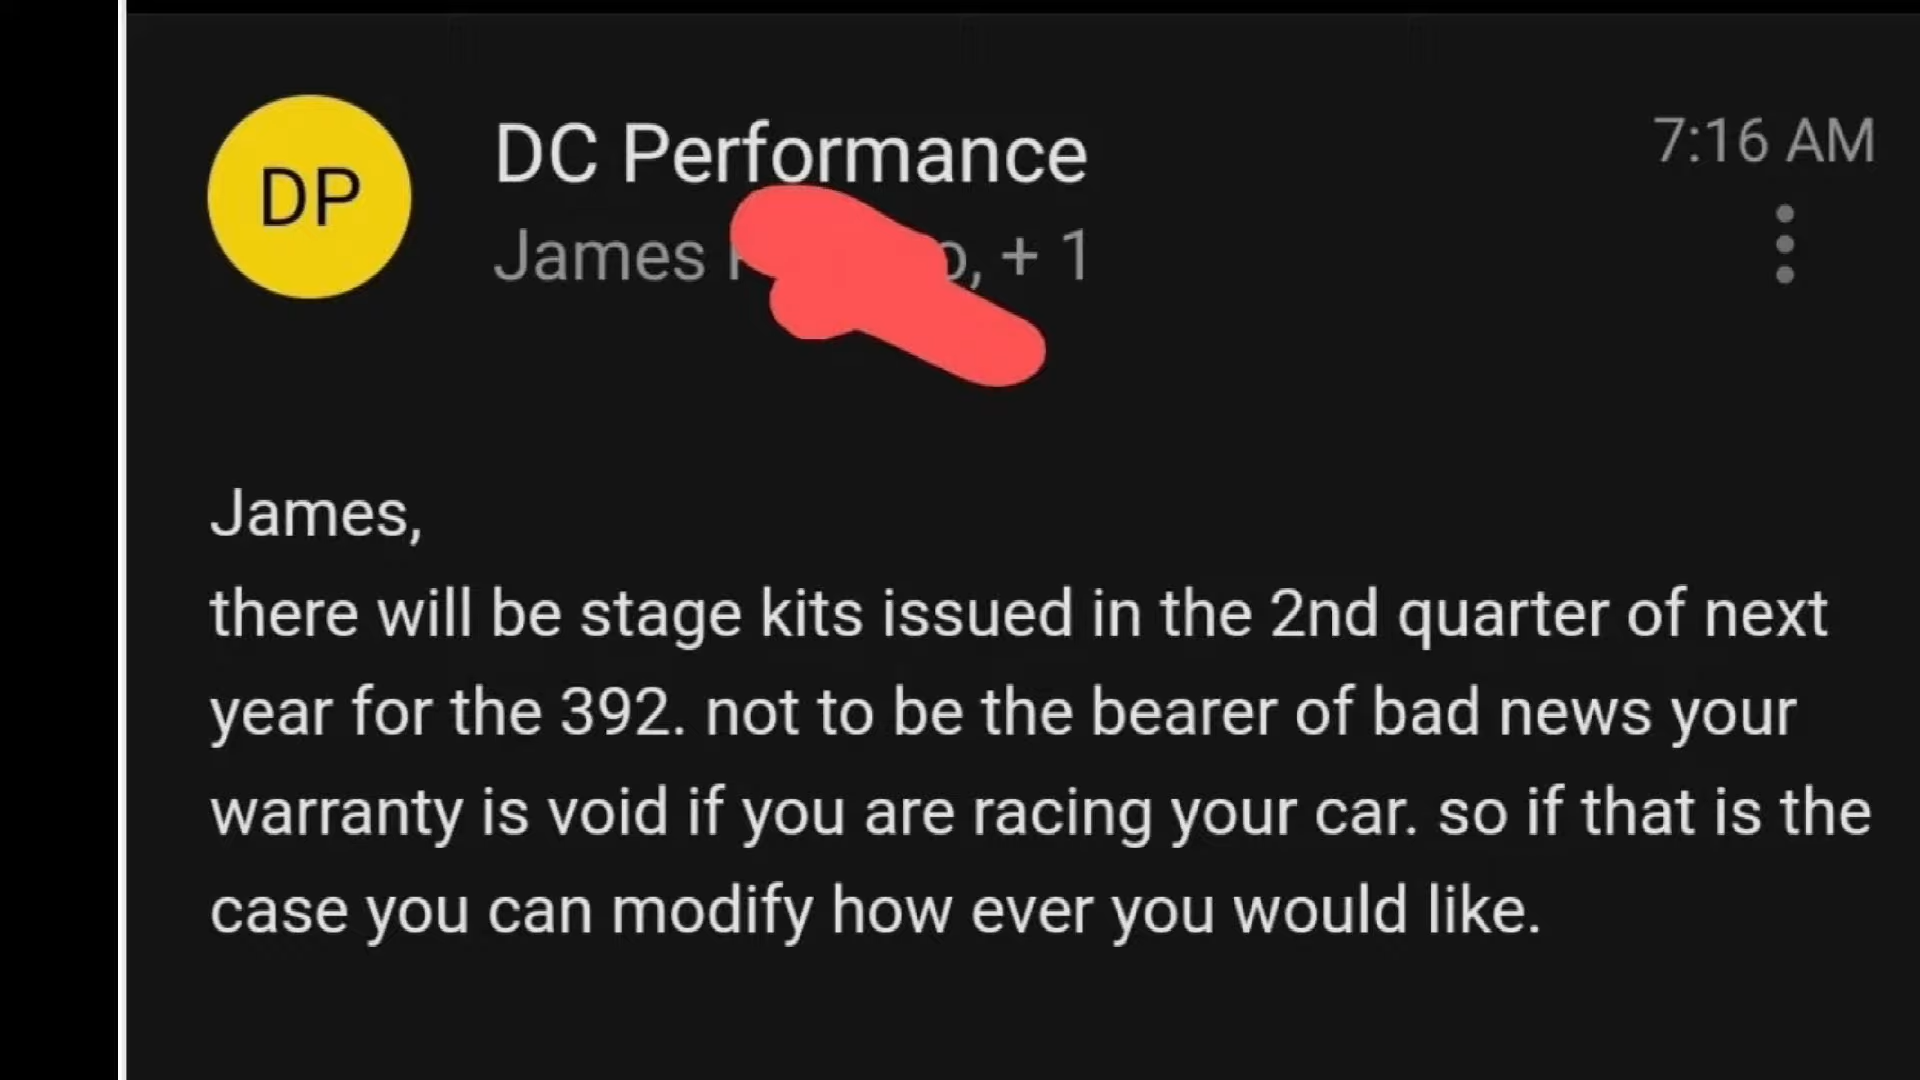 DP
DC Performance
7:16 AM
James , + 1
James,
there will be stage kits issued in the 2nd quarter of next
year for the 392. not to be the bearer of bad news your
warranty is void if you are racing your car. so if that is the
case you can modify how ever you would like.